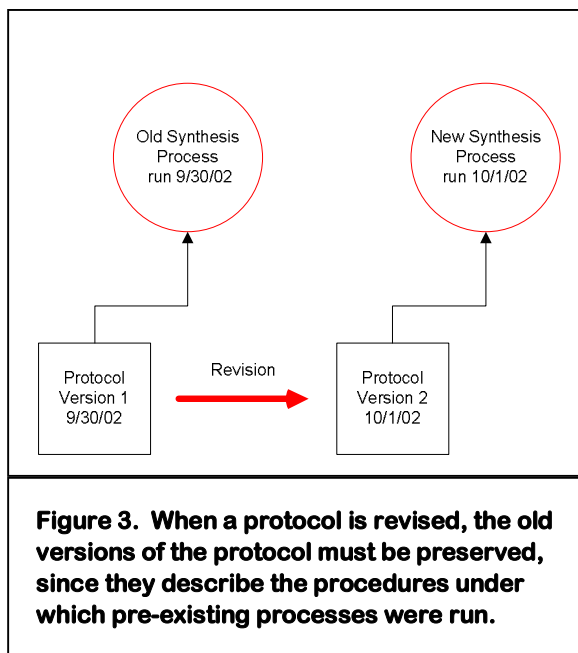 Old Synthesis
Process
run 9/30/02
New Synthesis
Process
run 10/1/02
Protocol
Version 1
9/30/02
Revision
Protocol
Version 2
10/1/02
Figure 3.  When a protocol is revised, the old
versions of the protocol must be preserved,
since they describe the procedures under
which pre-existing processes were run.